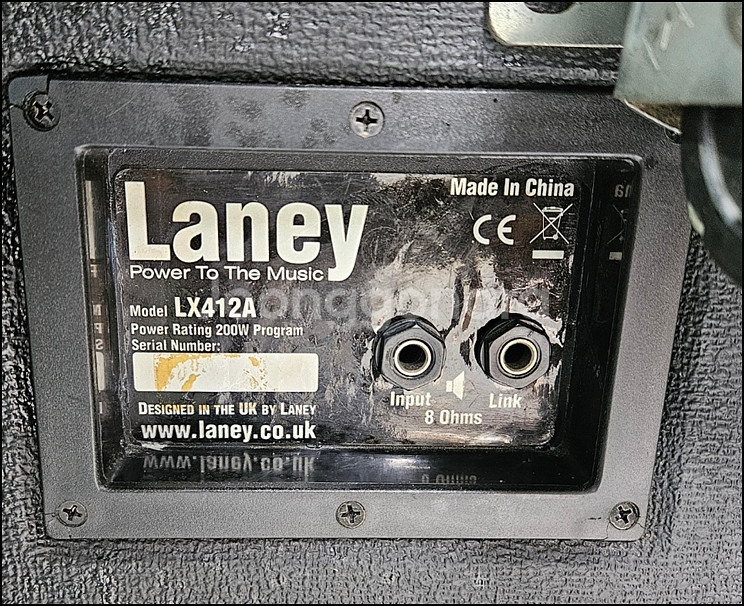 Made In China
Laney
CE
Power To The Music
Model LX412A
Power Rating 200W Program
Serial Number:
DESIGNED IN THE UK BY LANEY
www.laney.co.uk
Input
Link
8 Ohms